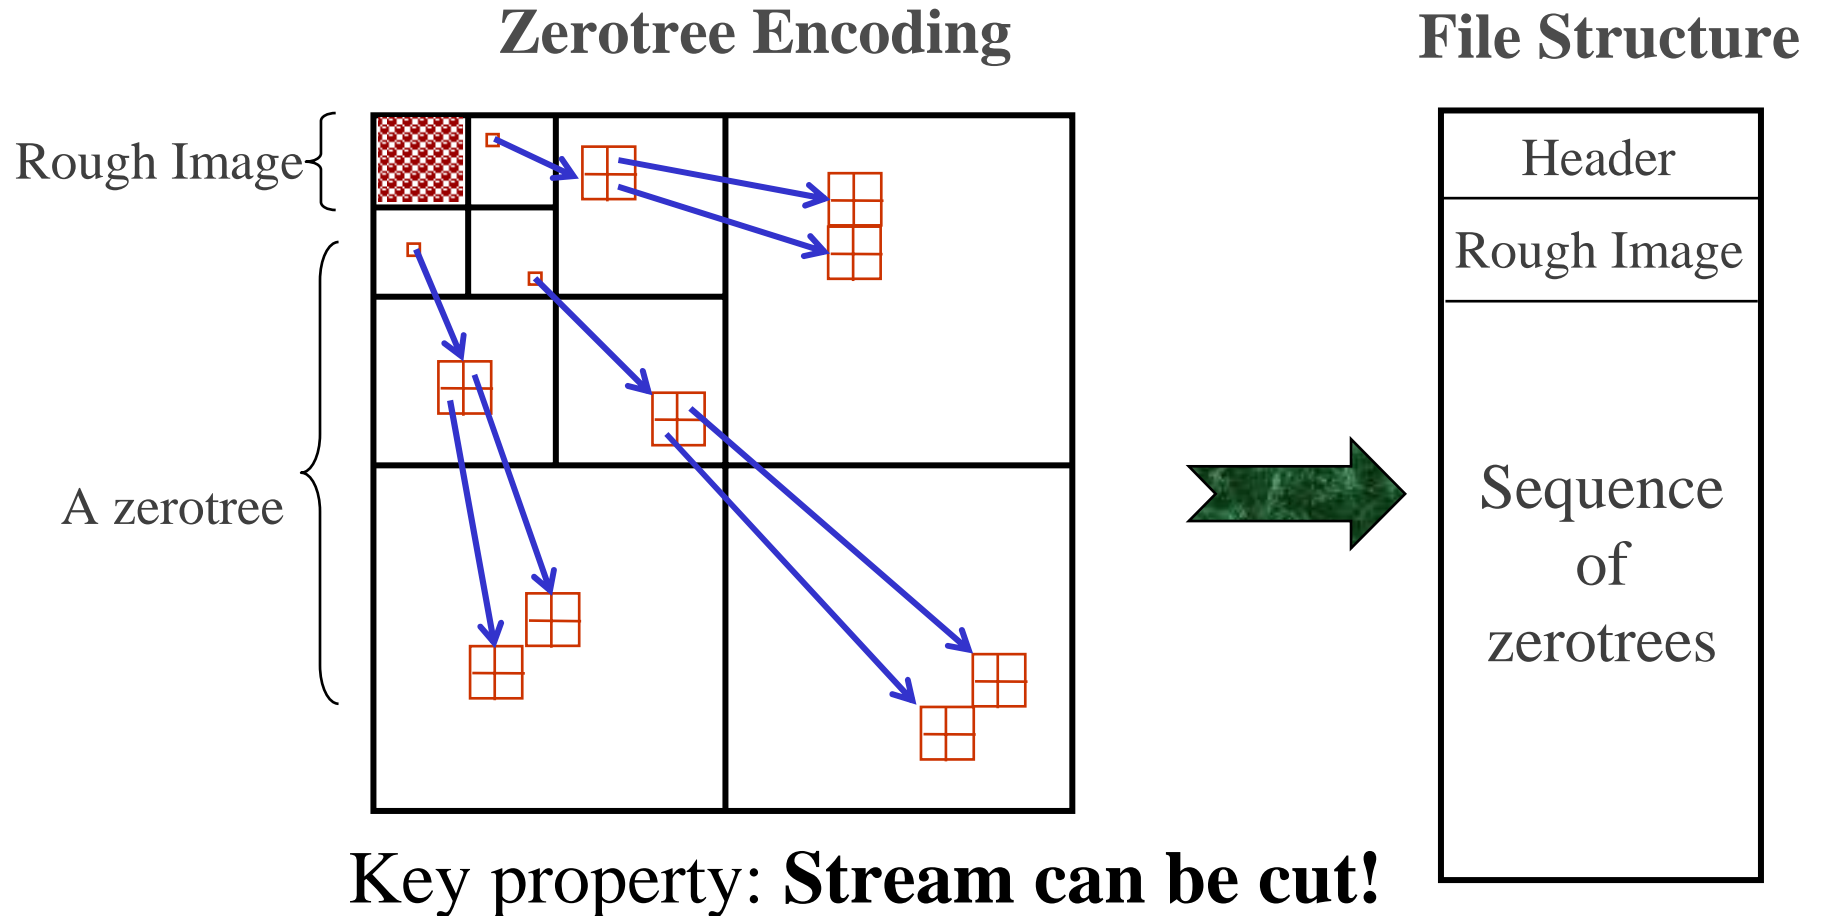 Zerotree Encoding
File Structure
Rough Image
A zerotree
Header
Rough Image
Sequence
of
zerotrees
Key property: Stream can be cut!